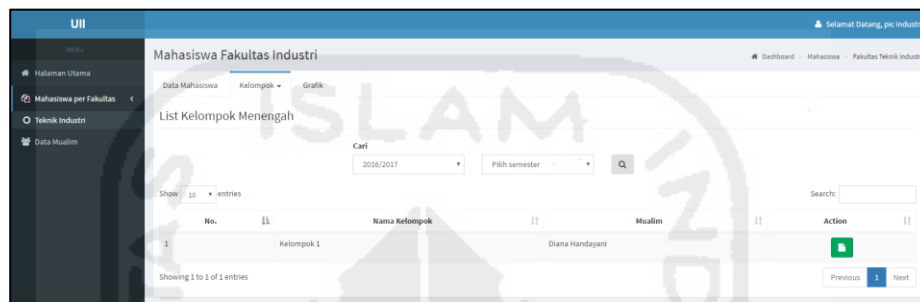 UII
Selamat Datang, pic industr
MENU
Mahasiswa Fakultas Industri
Dashboard - Mahasiswa - Fakultas Teknik Industr
Halaman Utama
Data Mahasiswa Kelompok Grafik
Mahasiswa per Fakultas
Teknik Industri
List Kelompok Menengah
Data Mualim
Cari
2016/2017 Pilih semester
Show 10 entries Search:
No. Nama Kelompok Mualim Action
1 Kelompok 1 Diana Handayani
Showing 1 to 1 of 1 entries Previous 1 Next
ISLAM